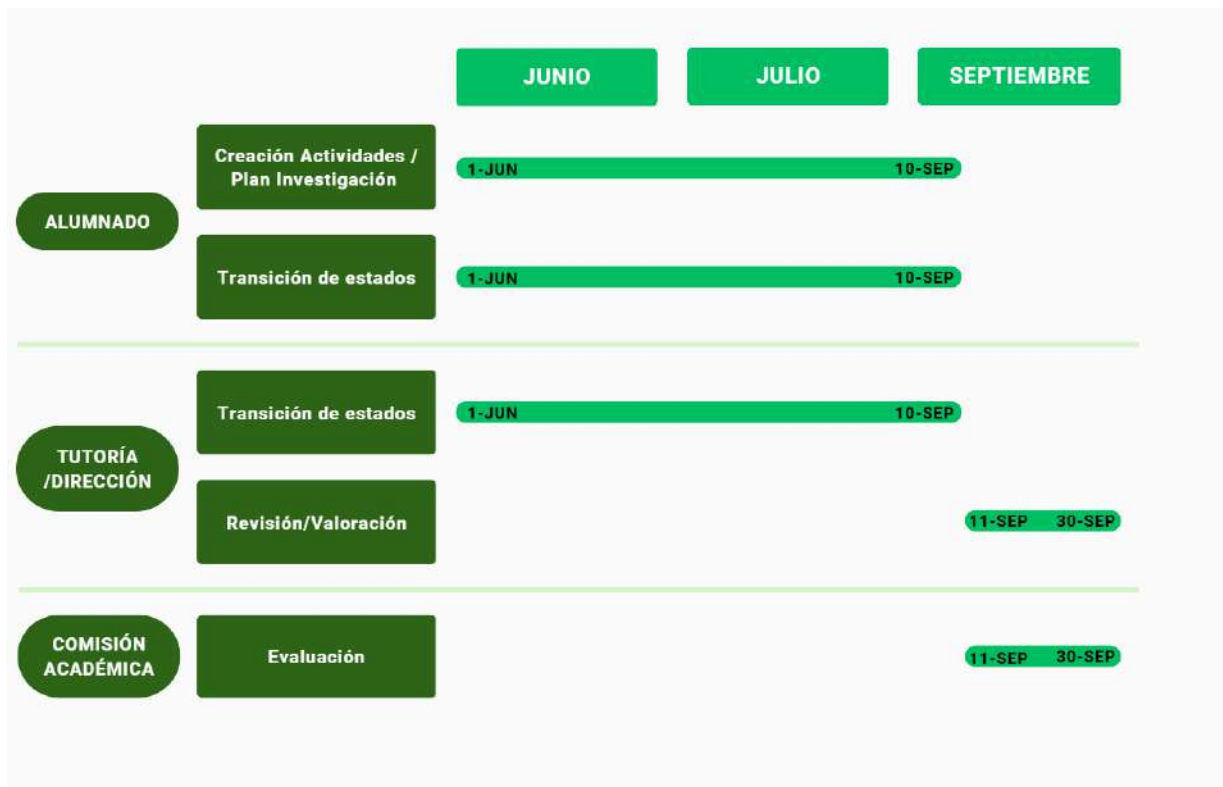 JUNIO JULIO SEPTIEMBRE
Creación Actividades /
Plan Investigación
1-JUN 10-SEP
ALUMNADO
Transición de estados
1-JUN 10-SEP
Transición de estados
1-JUN 10-SEP
TUTORÍA
/DIRECCIÓN
Revisión/Valoración
11-SEP 30-SEP
COMISIÓN
ACADÉMICA
Evaluación
11-SEP 30-SEP